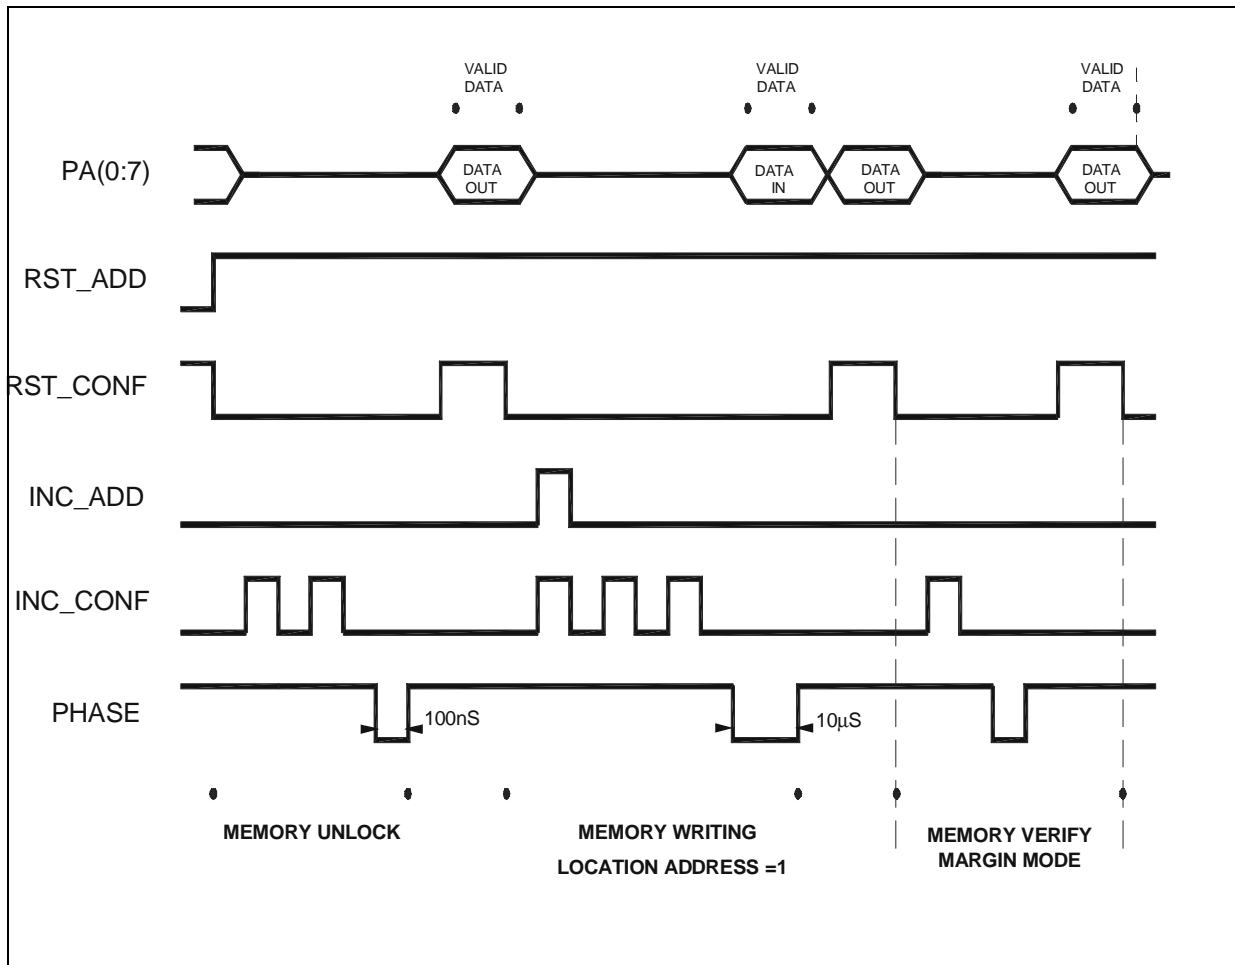 VALID
DATA
VALID
DATA
VALID
DATA
PA(0:7)
DATA
OUT
DATA
IN
DATA
OUT
DATA
OUT
RST_ADD
RST_CONF
INC_ADD
INC_CONF
PHASE
100nS
10µS
MEMORY UNLOCK
MEMORY WRITING
LOCATION ADDRESS =1
MEMORY VERIFY
MARGIN MODE